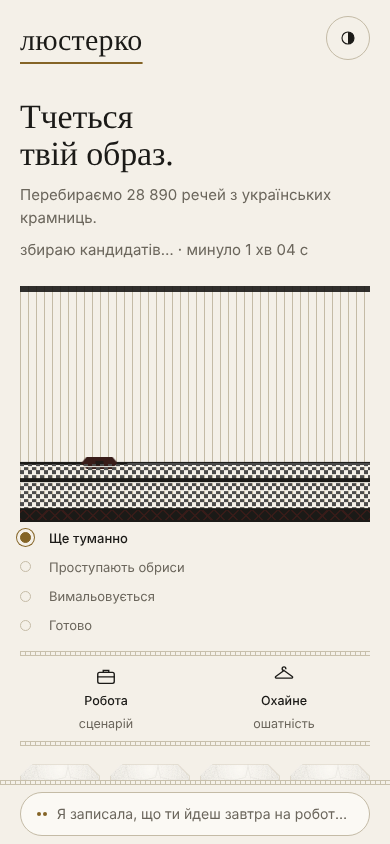 люстерко
Тчеться
твій образ.
Перебираємо 28 890 речей з українських
крамниць.
збираю кандидатів… · минуло 1 хв 04 с
Ще туманно
Проступають обриси
Вимальовується
Готово
Робота
Охайне
сценарій
ошатність
Я записала, що ти йдеш завтра на робот…